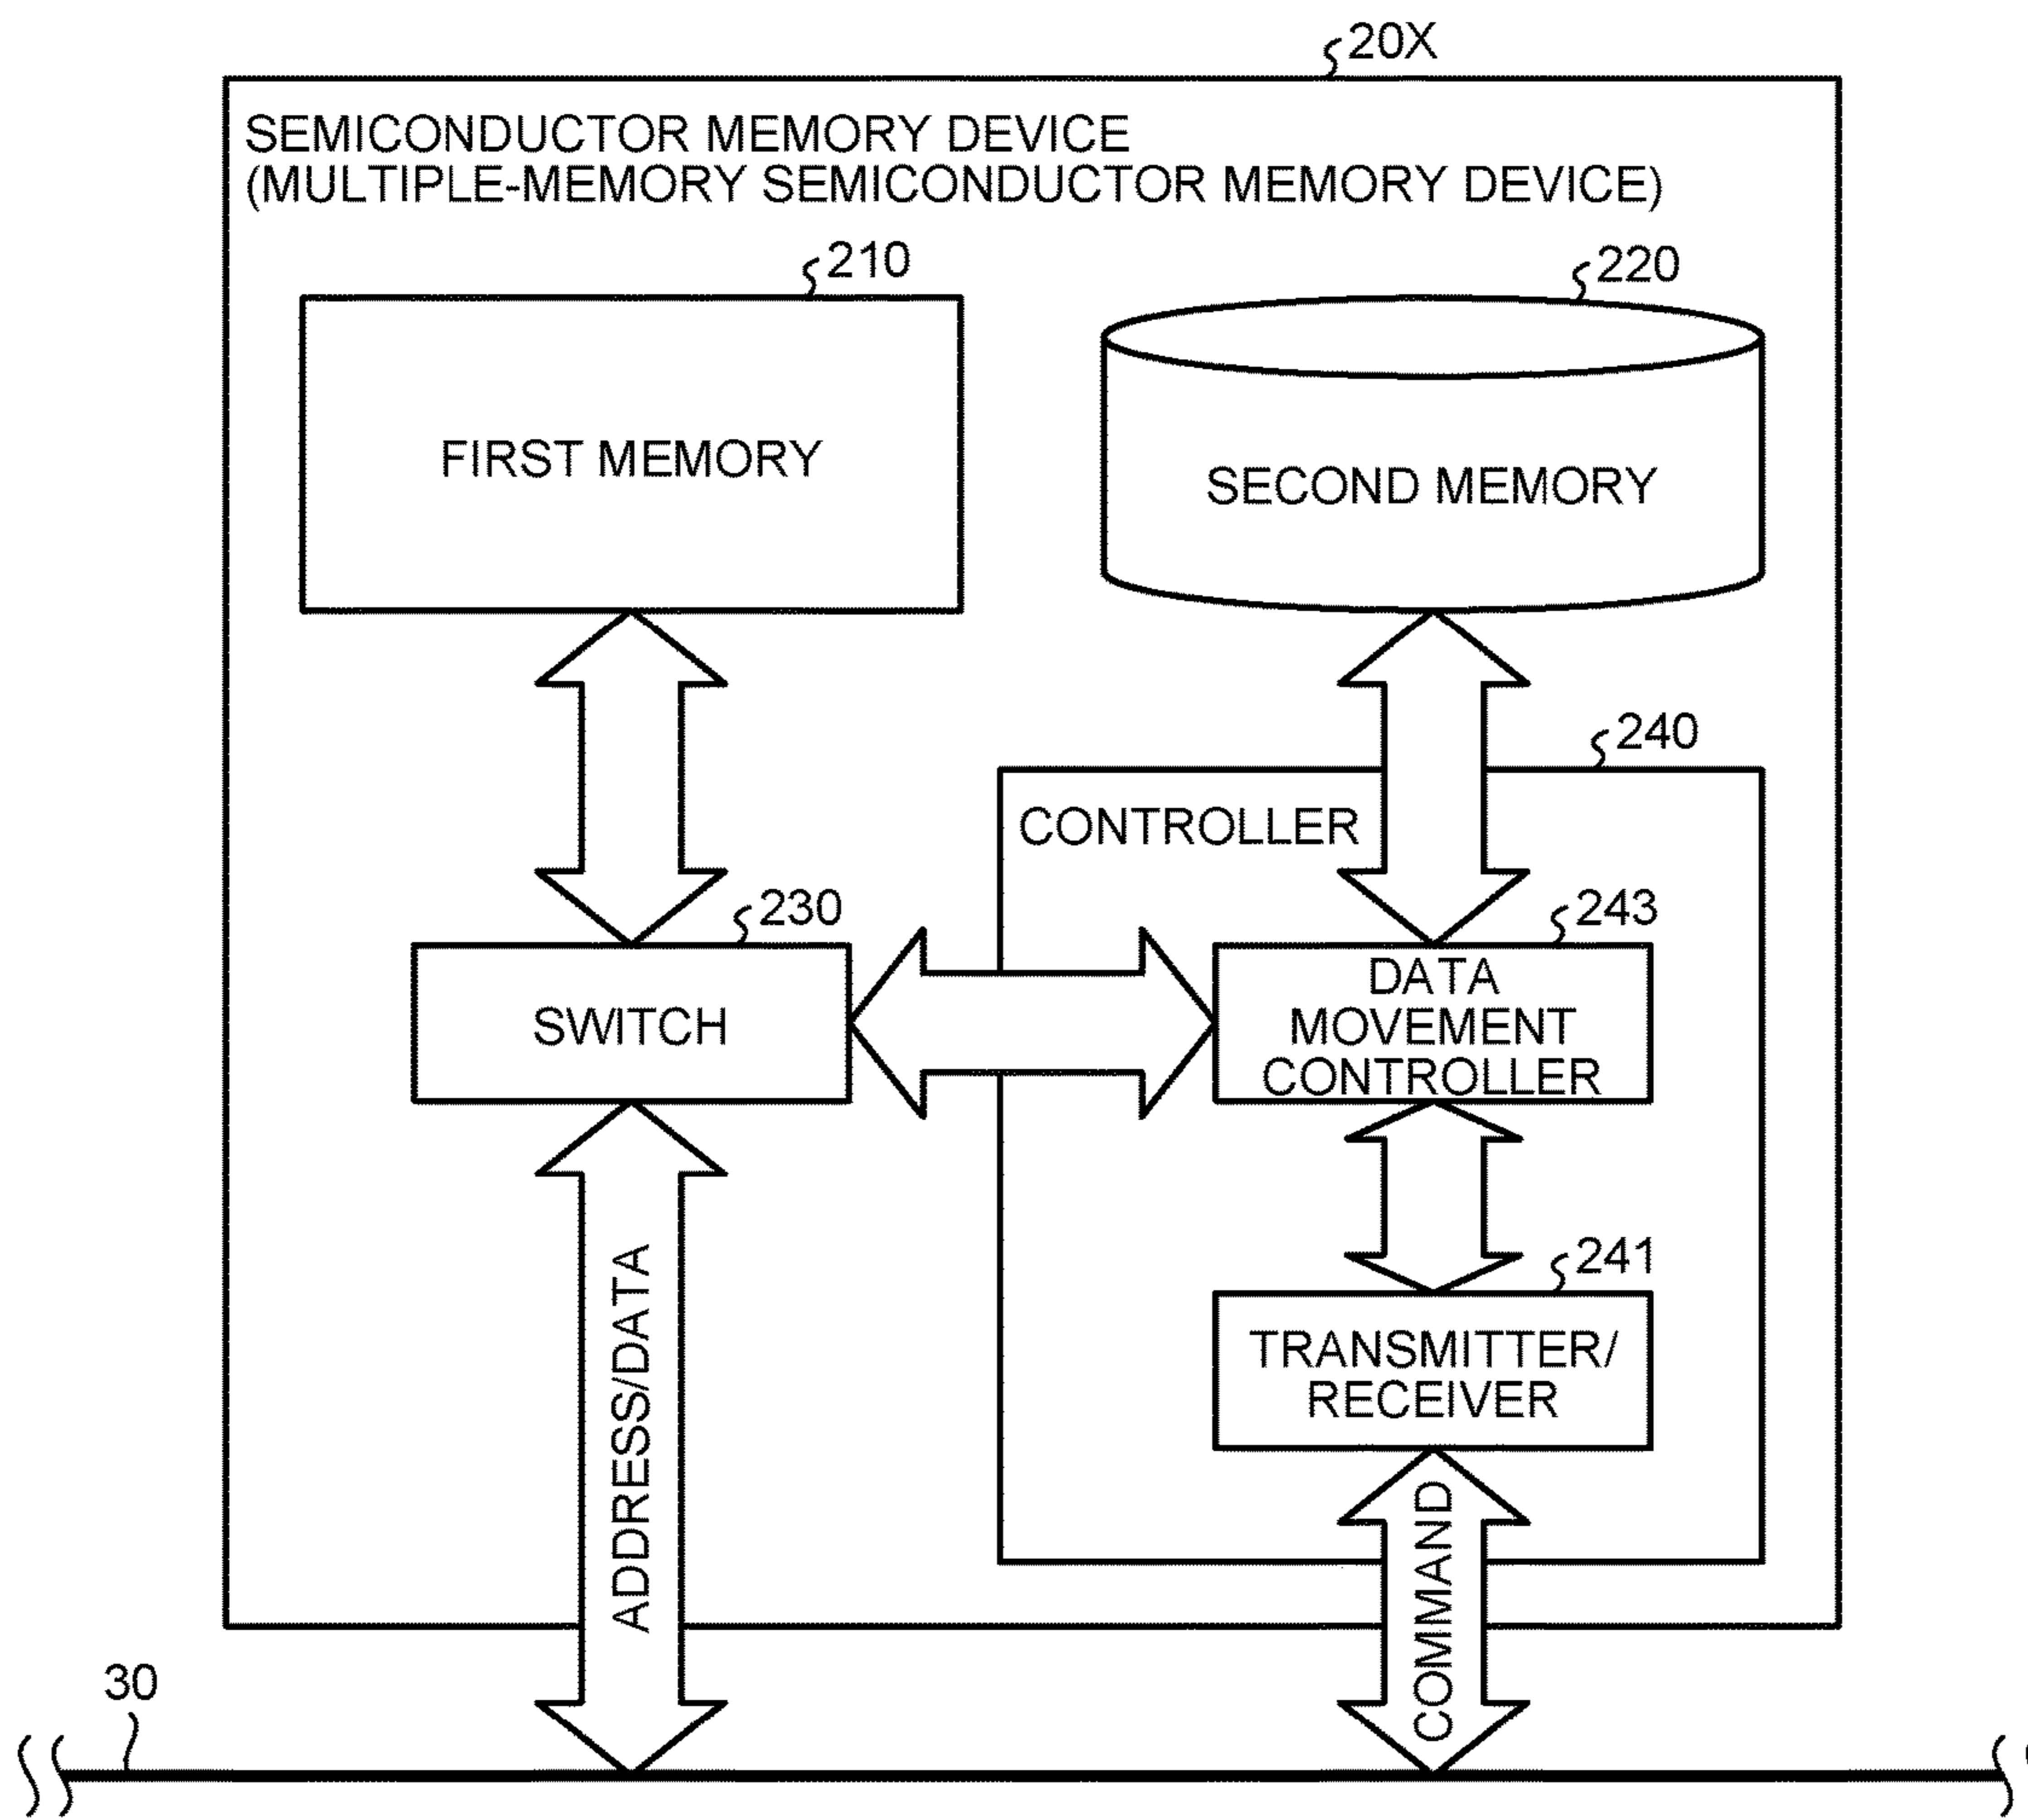 20X
SEMICONDUCTOR MEMORY DEVICE
(MULTIPLE-MEMORY SEMICONDUCTOR MEMORY DEVICE)
210
220
FIRST MEMORY
SECOND MEMORY
240
CONTROLLER
230
243
SWITCH
DATA
MOVEMENT
CONTROLLER
241
TRANSMITTER/
RECEIVER
ADDRESS/DATA
COMMAND
30